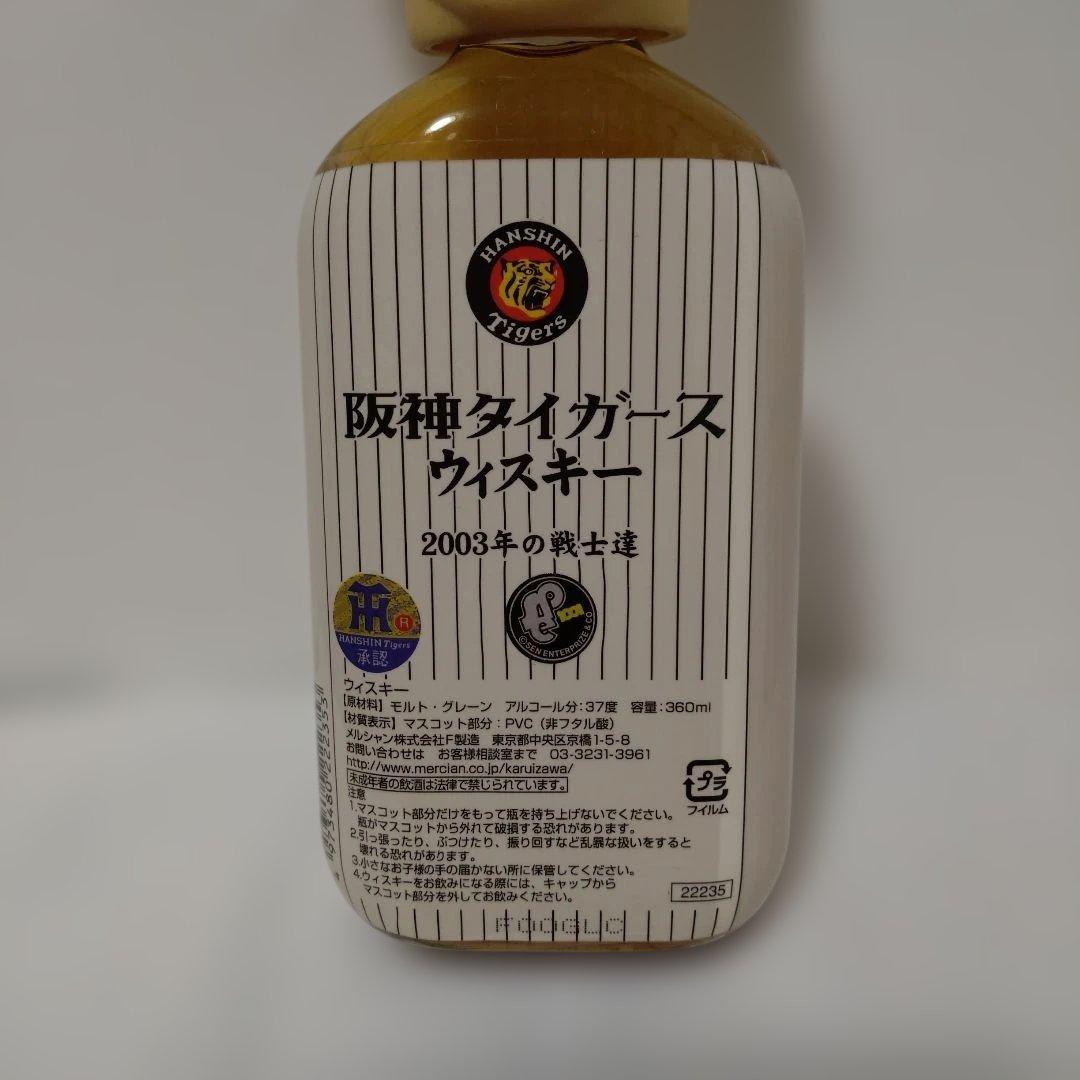 HANSHIN
Tigers
阪神タイガース
ウィスキー
2003年の戦士達
HANSHIN Tigers
承認
R
©SEN ENTERPRIZE & CO
ウィスキー
【原材料】モルト・グレーン アルコール分:37度 容量:360ml
【材質表示】マスコット部分:PVC(非フタル酸)
メルシャン株式会社F製造 東京都中央区京橋1-5-8
お問い合わせは お客様相談室まで 03-3231-3961
http://www.mercian.co.jp/karuizawa/
未成年者の飲酒は法律で禁じられています。
注意
1.マスコット部分だけをもって瓶を持ち上げないでください。
瓶がマスコットから外れて破損する恐れがあります。
2.引っ張ったり、ぶつけたり、振り回すなど乱暴な扱いをすると
壊れる恐れがあります。
3.小さなお子様の手の届かない所に保管してください。
4.ウィスキーをお飲みになる際には、キャップから
マスコット部分を外してお飲みください。
プラ
フイルム
22235